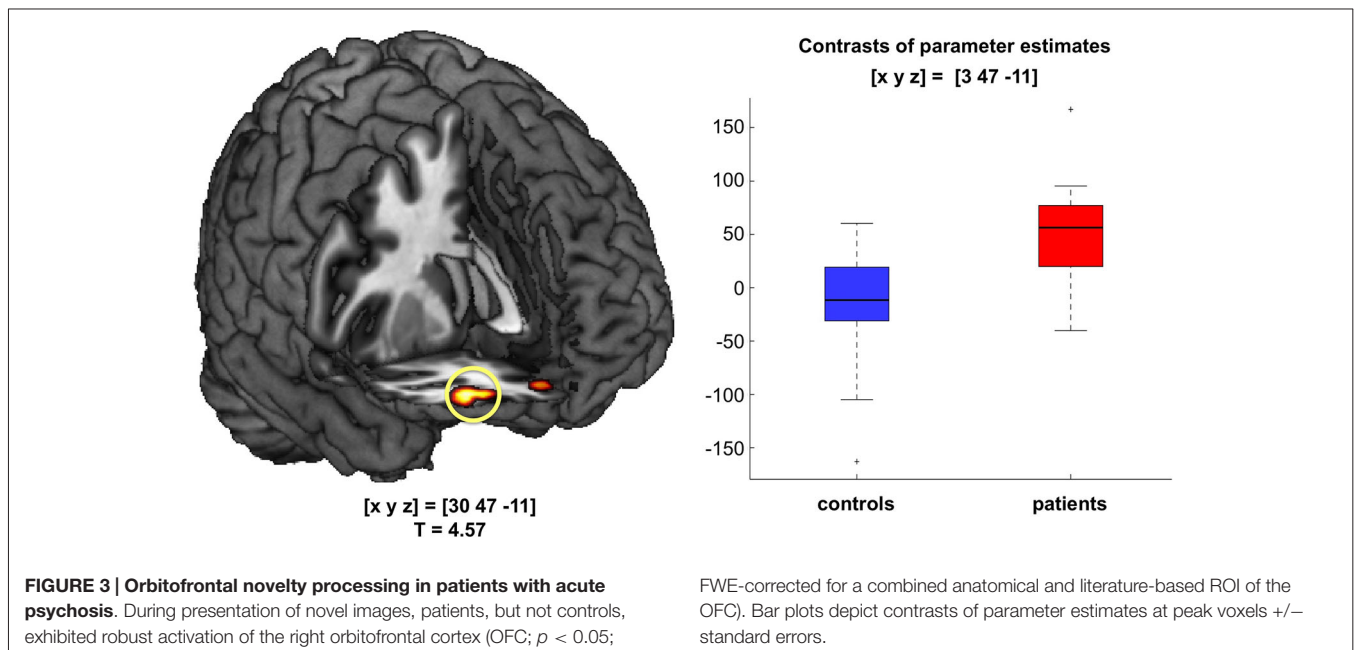 [x y z] = [30 47 -11]
T = 4.57
Contrasts of parameter estimates
[x y z] = [3 47 -11]
150
100
50
0
-50
-100
-150
controls
patients
FIGURE 3 | Orbitofrontal novelty processing in patients with acute
psychosis. During presentation of novel images, patients, but not controls,
exhibited robust activation of the right orbitofrontal cortex (OFC; p < 0.05;
FWE-corrected for a combined anatomical and literature-based ROI of the
OFC). Bar plots depict contrasts of parameter estimates at peak voxels +/−
standard errors.